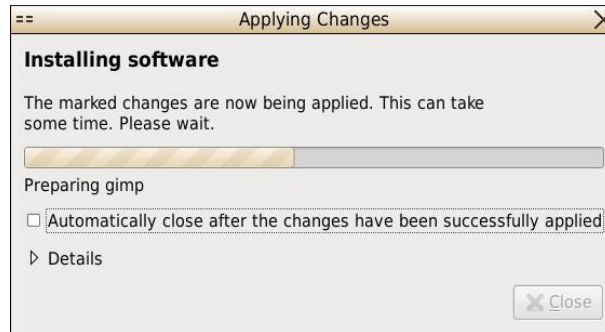 Applying Changes
Installing software
The marked changes are now being applied. This can take
some time. Please wait.
Preparing gimp
Automatically close after the changes have been successfully applied
Details
Close